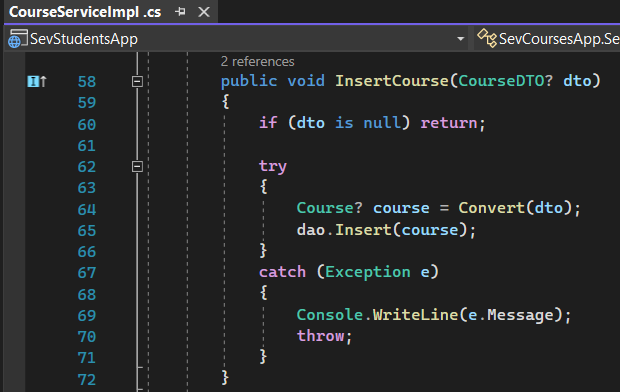 CourseServiceImpl.cs
SevStudentsApp SevCoursesApp.Se
2 references
58 public void InsertCourse(CourseDTO? dto)
59 {
60 if (dto is null) return;
61
62 try
63 {
64 Course? course = Convert(dto);
65 dao.Insert(course);
66 }
67 catch (Exception e)
68 {
69 Console.WriteLine(e.Message);
70 throw;
71 }
72 }